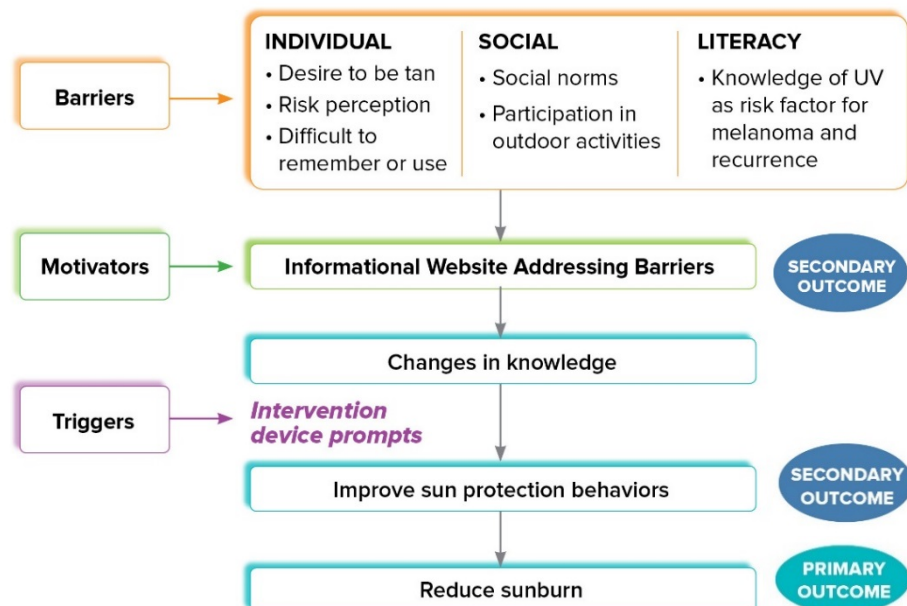 Barriers
INDIVIDUAL
• Desire to be tan
• Risk perception
• Difficult to
remember or use
SOCIAL
• Social norms
• Participation in
outdoor activities
LITERACY
• Knowledge of UV
as risk factor for
melanoma and
recurrence
Motivators
Informational Website Addressing Barriers
SECONDARY
OUTCOME
Changes in knowledge
Triggers
Intervention
device prompts
Improve sun protection behaviors
SECONDARY
OUTCOME
Reduce sunburn
PRIMARY
OUTCOME